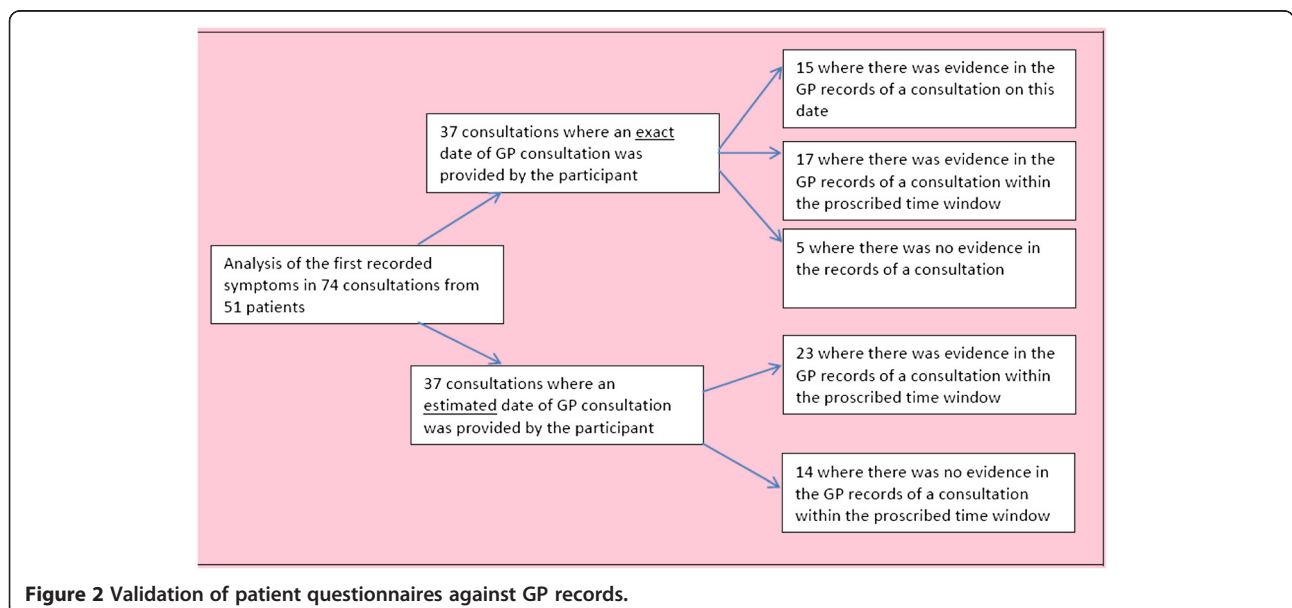 15 where there was evidence in the
GP records of a consultation on this
date
37 consultations where an exact
date of GP consultation was
provided by the participant
17 where there was evidence in the
GP records of a consultation within
the proscribed time window
5 where there was no evidence in
the records of a consultation
Analysis of the first recorded
symptoms in 74 consultations from
51 patients
23 where there was evidence in the
GP records of a consultation within
the proscribed time window
37 consultations where an
estimated date of GP consultation
was provided by the participant
14 where there was no evidence in
the GP records of a consultation
within the proscribed time window
Figure 2 Validation of patient questionnaires against GP records.